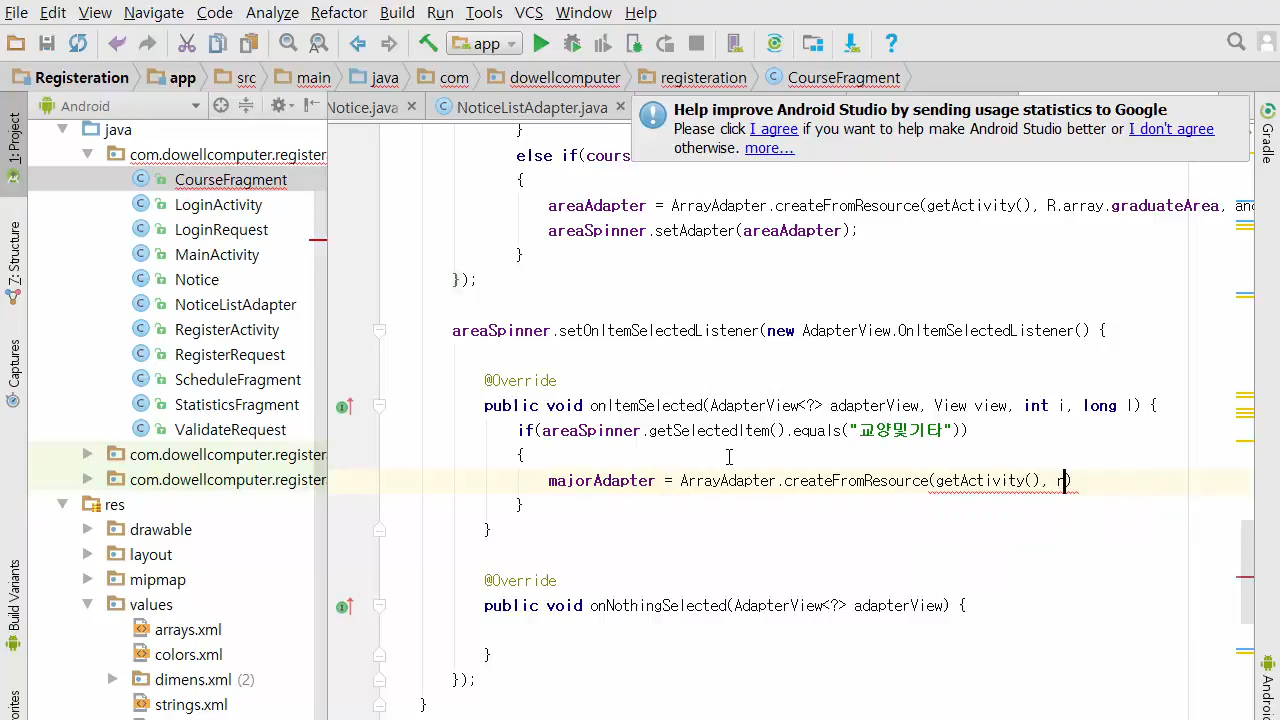 File Edit View Navigate Code Analyze Refactor Build Run Tools VCS Window Help
app
Registeration app src main java com dowellcomputer registeration CourseFragment
Android
Notice.java NoticeListAdapter.java
Help improve Android Studio by sending usage statistics to Google
Please click I agree if you want to help make Android Studio better or I don't agree
otherwise. more...
1: Project
Z: Structure
Captures
Build Variants
Gradle
java
com.dowellcomputer.register
CourseFragment
LoginActivity
LoginRequest
MainActivity
Notice
NoticeListAdapter
RegisterActivity
RegisterRequest
ScheduleFragment
StatisticsFragment
ValidateRequest
com.dowellcomputer.register
com.dowellcomputer.register
res
drawable
layout
mipmap
values
arrays.xml
colors.xml
dimens.xml (2)
strings.xml
}
else if(cours
{
areaAdapter = ArrayAdapter.createFromResource(getActivity(), R.array.graduateArea, and
areaSpinner.setAdapter(areaAdapter);
}
});
areaSpinner.setOnItemSelectedListener(new AdapterView.OnItemSelectedListener() {
@Override
public void onItemSelected(AdapterView<?> adapterView, View view, int i, long l) {
if(areaSpinner.getSelectedItem().equals("교양및기타"))
{
majorAdapter = ArrayAdapter.createFromResource(getActivity(), r)
}
}
@Override
public void onNothingSelected(AdapterView<?> adapterView) {
}
});
}